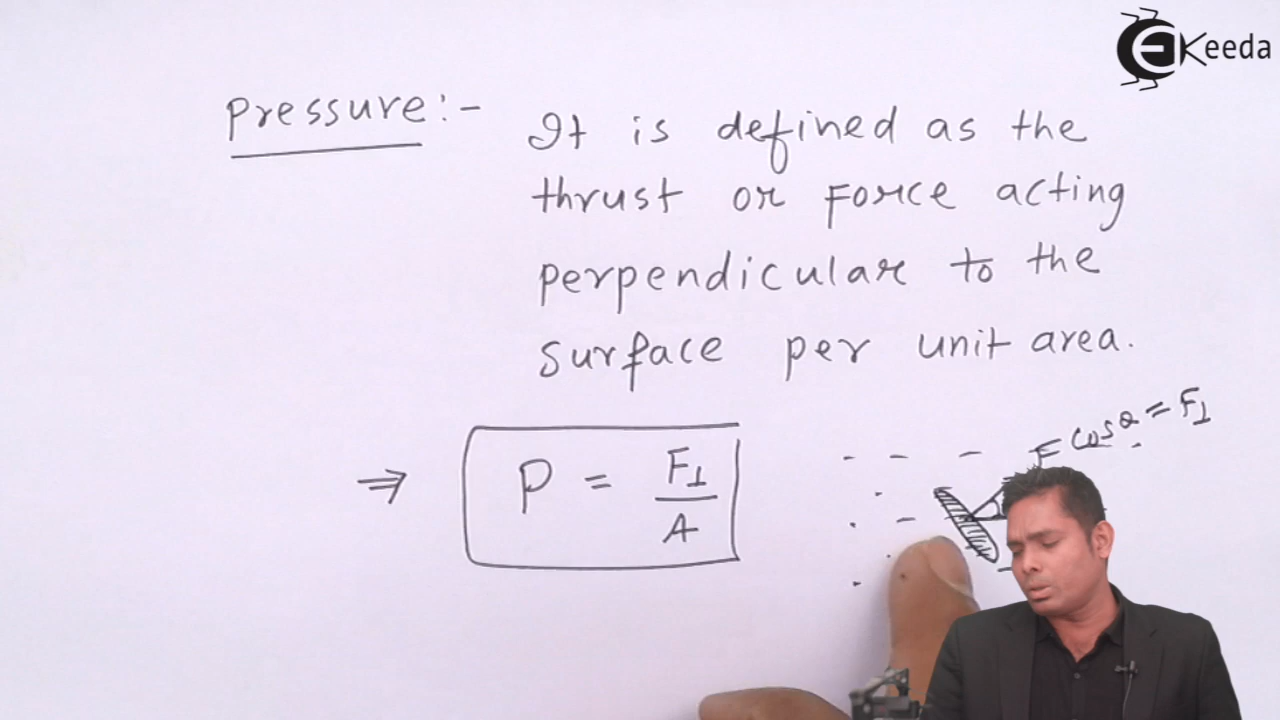 EKeeda
Pressure:-
It is defined as the
thrust or Force acting
perpendicular to the
surface per unit area.
F cosθ = F⊥
⇒ P = F⊥/A